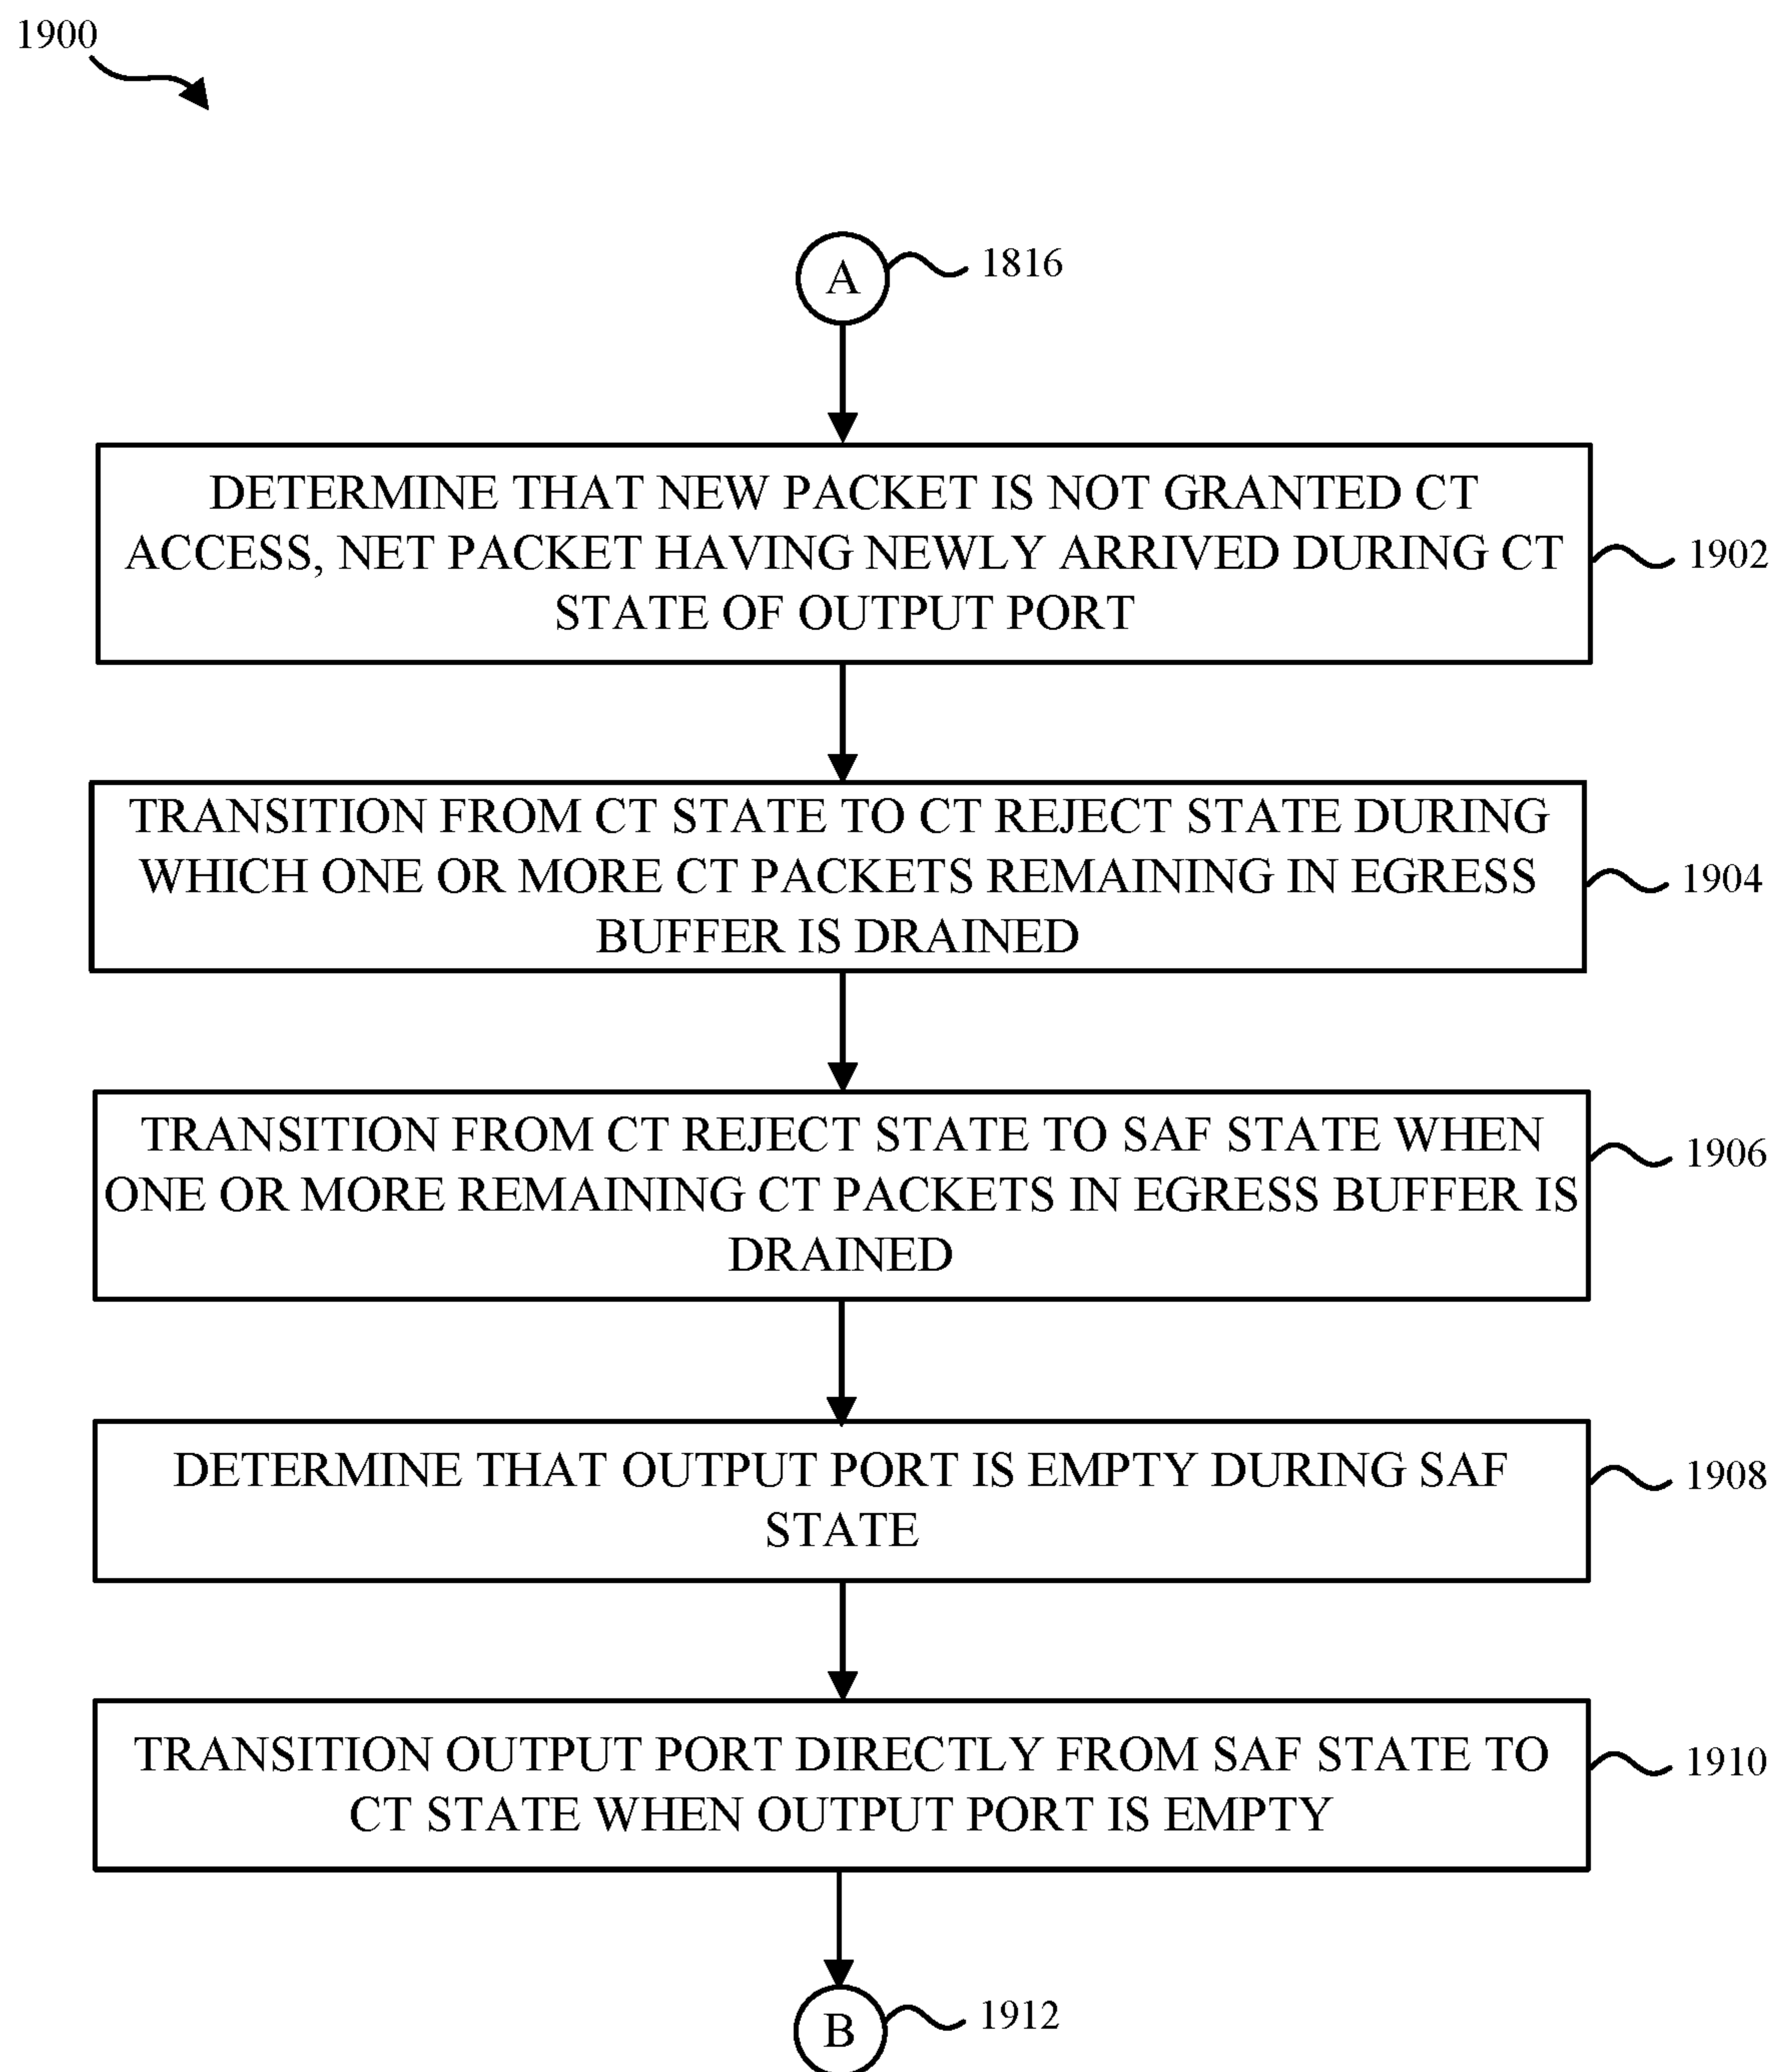 1900
A
1816
DETERMINE THAT NEW PACKET IS NOT GRANTED CT
ACCESS, NET PACKET HAVING NEWLY ARRIVED DURING CT
STATE OF OUTPUT PORT
1902
TRANSITION FROM CT STATE TO CT REJECT STATE DURING
WHICH ONE OR MORE CT PACKETS REMAINING IN EGRESS
BUFFER IS DRAINED
1904
TRANSITION FROM CT REJECT STATE TO SAF STATE WHEN
ONE OR MORE REMAINING CT PACKETS IN EGRESS BUFFER IS
DRAINED
1906
DETERMINE THAT OUTPUT PORT IS EMPTY DURING SAF
STATE
1908
TRANSITION OUTPUT PORT DIRECTLY FROM SAF STATE TO
CT STATE WHEN OUTPUT PORT IS EMPTY
1910
B
1912